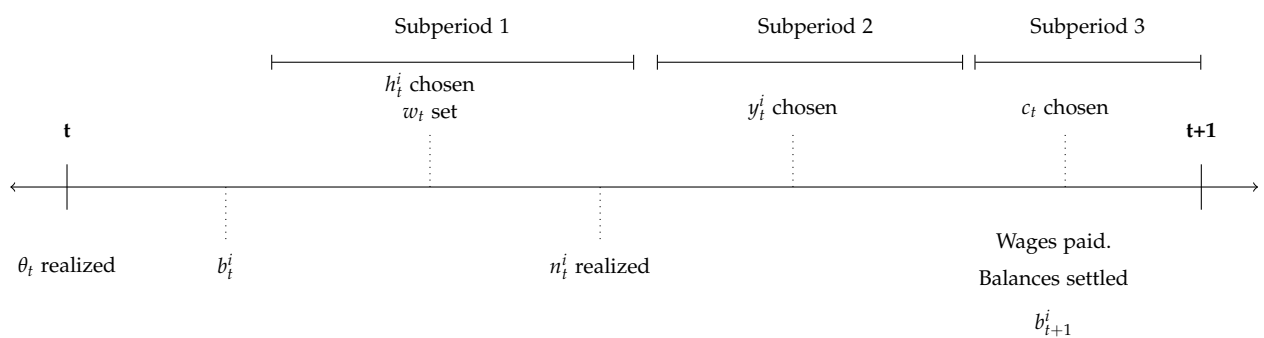 Subperiod 1 Subperiod 2 Subperiod 3
h_t^i chosen
w_t set
y_t^i chosen
c_t chosen
t
t+1
θ_t realized
b_t^i
n_t^i realized
Wages paid.
Balances settled
b_{t+1}^i